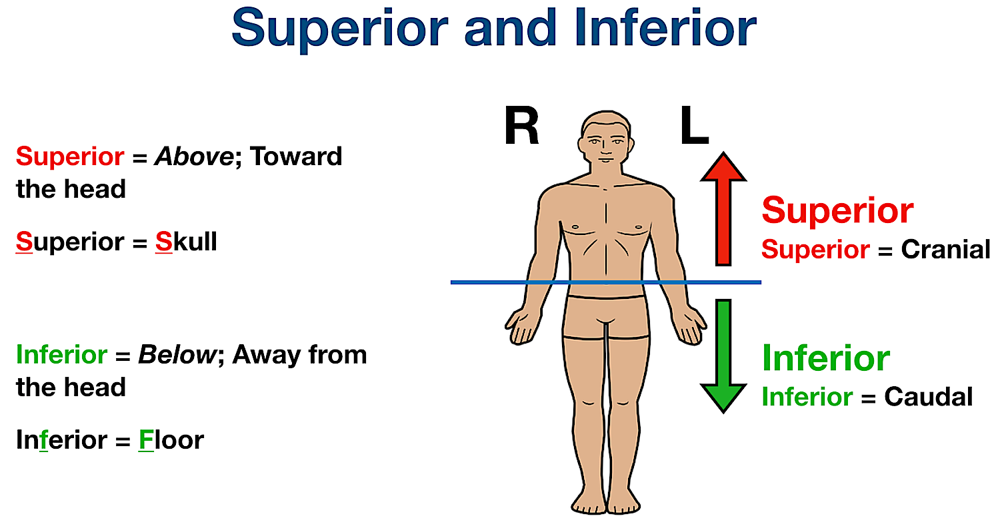 Superior and Inferior
Superior = Above; Toward
the head
Superior = Skull
Inferior = Below; Away from
the head
Inferior = Floor
R L
Superior
Superior = Cranial
Inferior
Inferior = Caudal